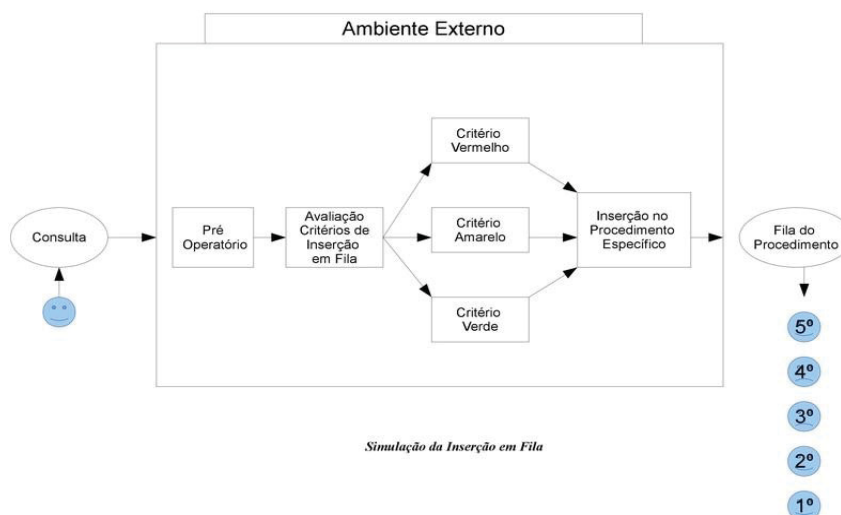 Ambiente Externo
Consulta
Pré
Operatório
Avaliação
Critérios de
Inserção
em Fila
Critério
Vermelho
Critério
Amarelo
Critério
Verde
Inserção no
Procedimento
Específico
Fila do
Procedimento
5º
4º
3º
2º
1º
Simulação da Inserção em Fila